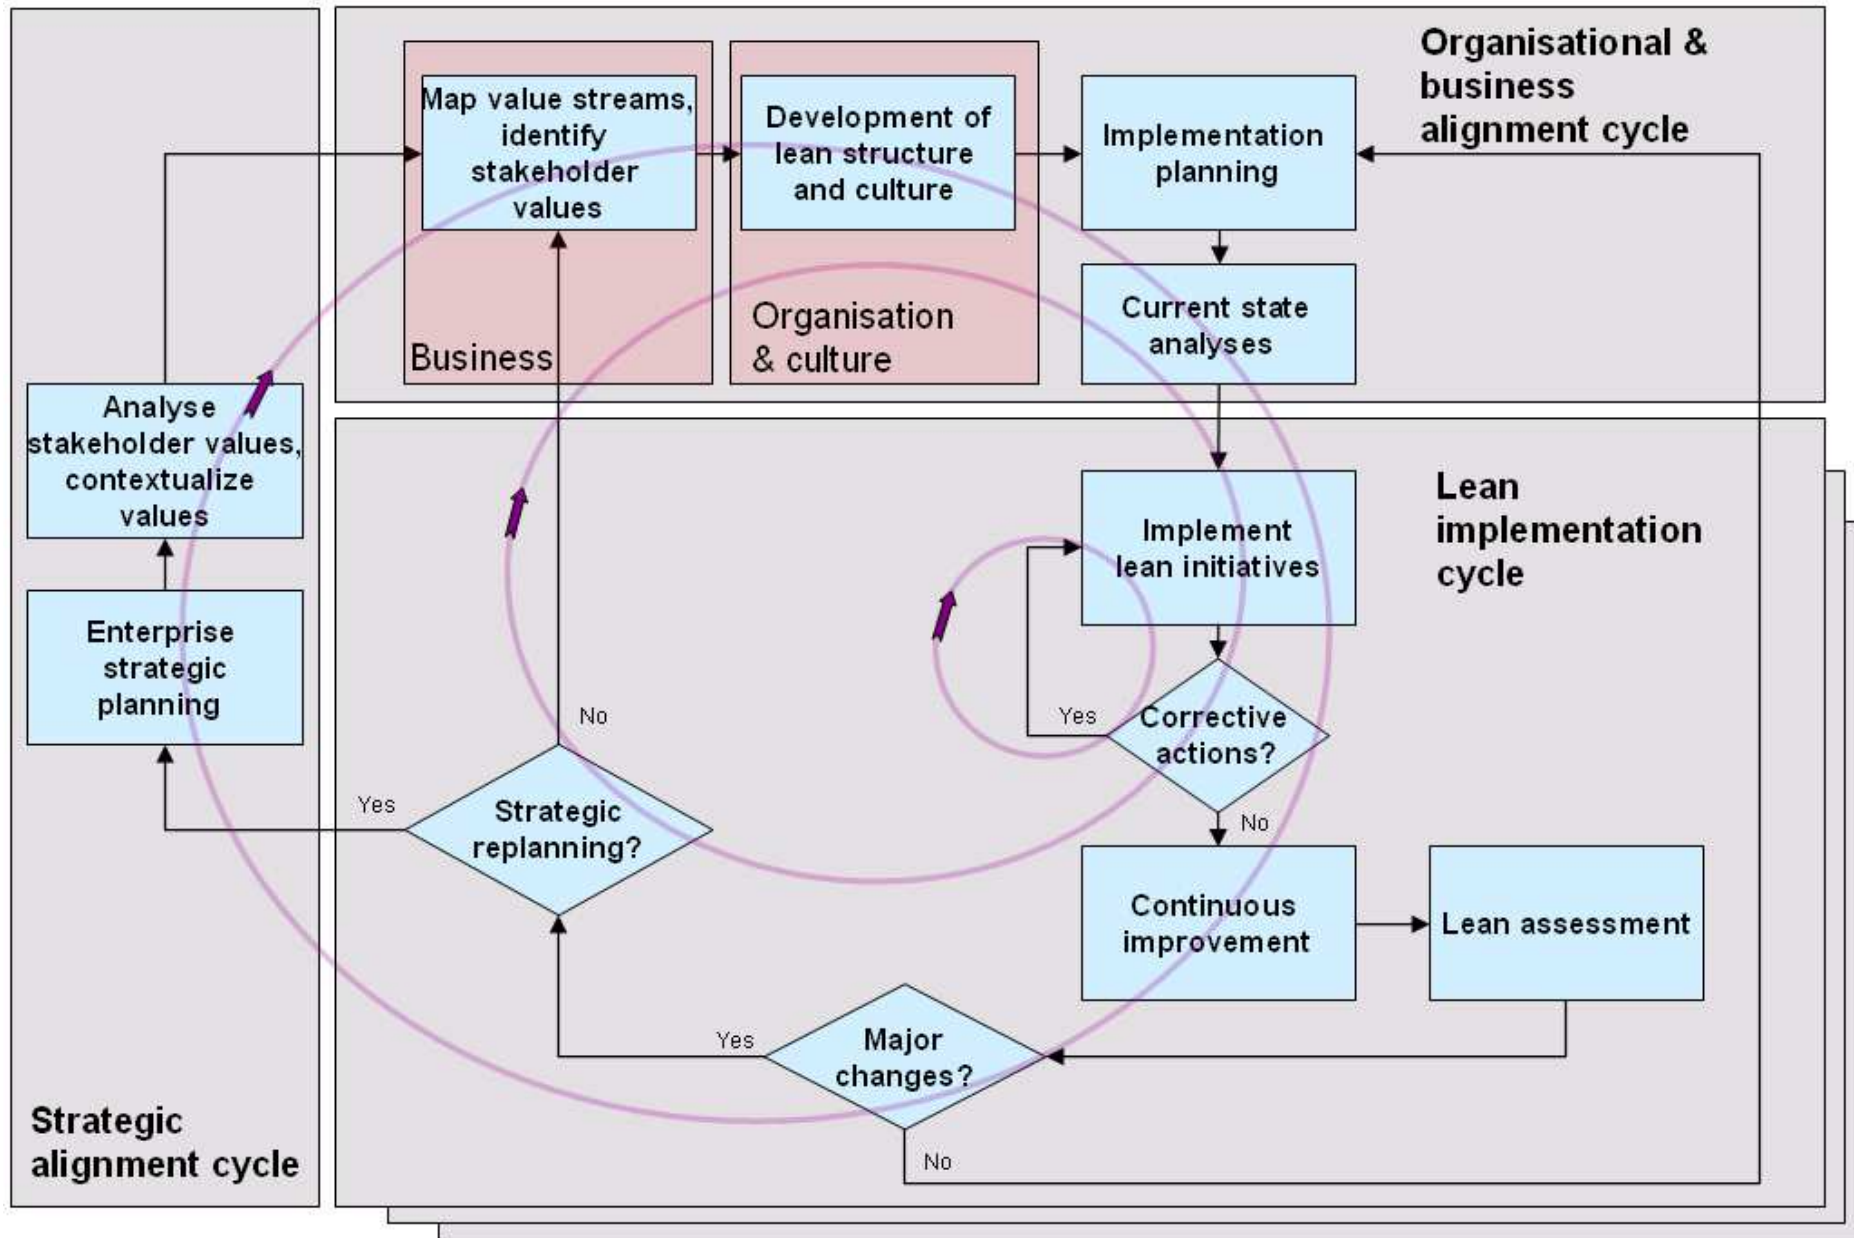 Organisational &
business
alignment cycle
Map value streams,
identify
stakeholder
values
Development of
lean structure
and culture
Implementation
planning
Business
Organisation
& culture
Current state
analyses
Analyse
stakeholder values,
contextualize
values
Enterprise
strategic
planning
Strategic
alignment cycle
Lean
implementation
cycle
Implement
lean initiatives
Yes
Corrective
actions?
No
Continuous
improvement
Lean assessment
No
Yes
Strategic
replanning?
Yes
Major
changes?
No